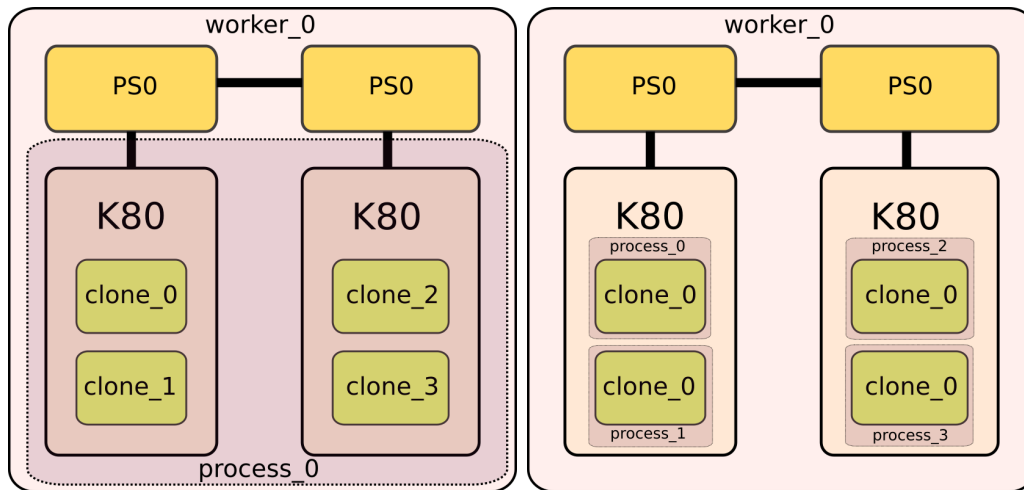 worker_0
PS0
PS0
K80
K80
clone_0
clone_2
clone_1
clone_3
process_0
worker_0
PS0
PS0
K80
K80
process_0
process_2
clone_0
clone_0
clone_0
clone_0
process_1
process_3